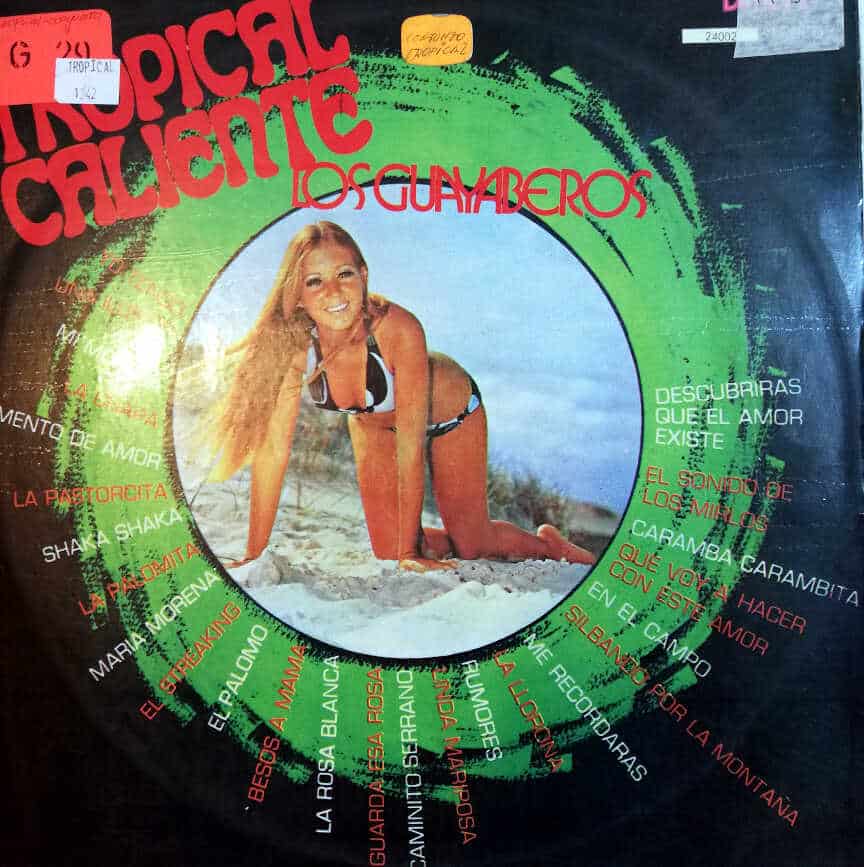 G 29
TROPICAL
1342
CONJUNTO
TROPICAL
24002
TROPICAL
CALIENTE
LOS GUAYABEROS
MENTO DE AMOR
LA PASTORCITA
SHAKA SHAKA
LA PALOMITA
MARIA MORENA
EL STREAKING
EL PALOMO
BESOS A MAMA
LA ROSA BLANCA
GUARDA ESA ROSA
CAMINITO SERRANO
LINDA MARIPOSA
RUMORES
LA LLORONA
ME RECORDARAS
SILBANDO POR LA MONTAÑA
EN EL CAMPO
QUE VOY A HACER
CON ESTE AMOR
CARAMBA CARAMBITA
EL SONIDO DE
LOS MIRLOS
DESCUBRIRAS
QUE EL AMOR
EXISTE